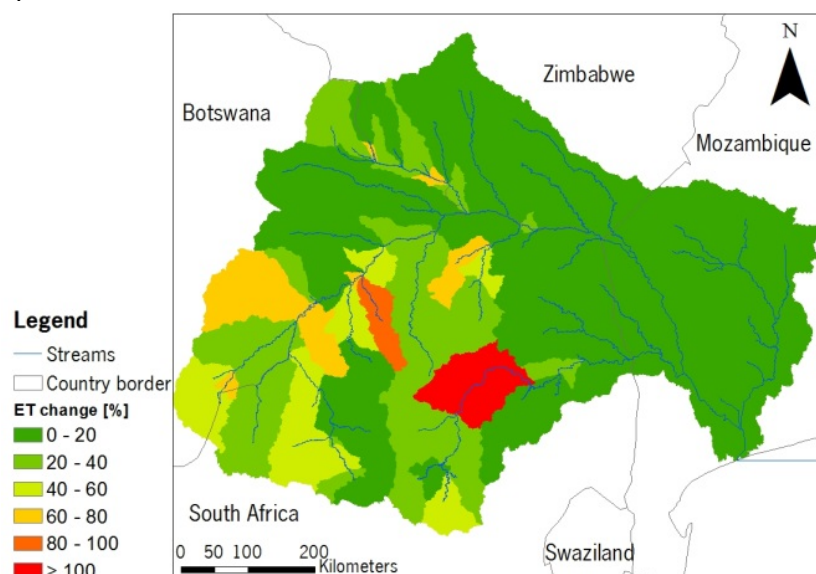 N
Zimbabwe
Botswana
Mozambique
Legend
Streams
Country border
ET change [%]
0 - 20
20 - 40
40 - 60
60 - 80
80 - 100
> 100
South Africa
Swaziland
0 50 100 200
Kilometers